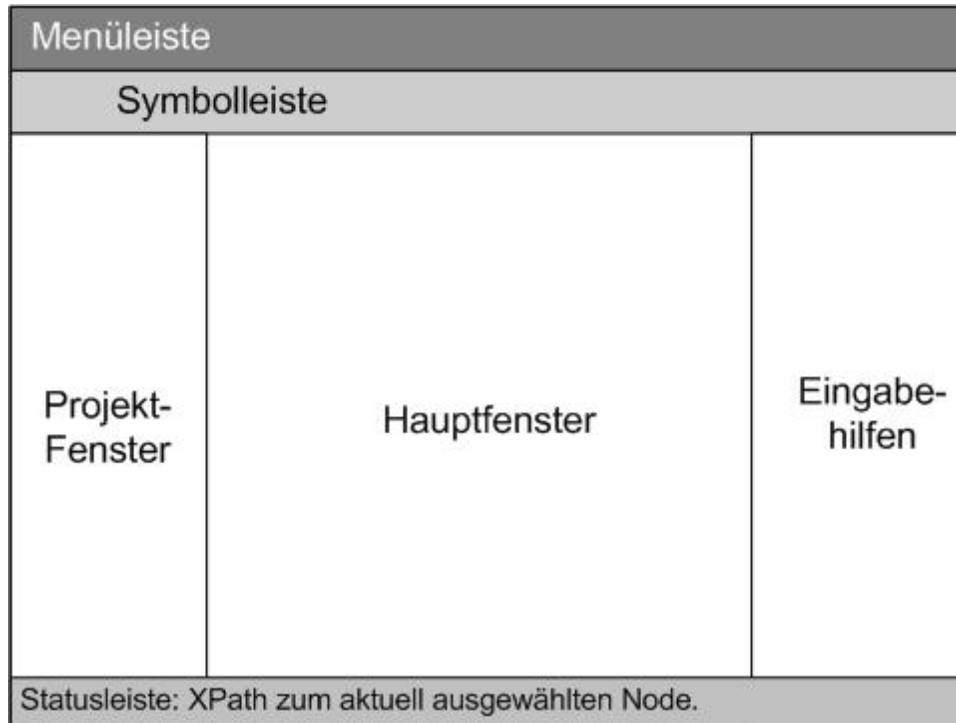 Menüleiste
Symbolleiste
Projekt-
Fenster
Hauptfenster
Eingabe-
hilfen
Statusleiste: XPath zum aktuell ausgewählten Node.